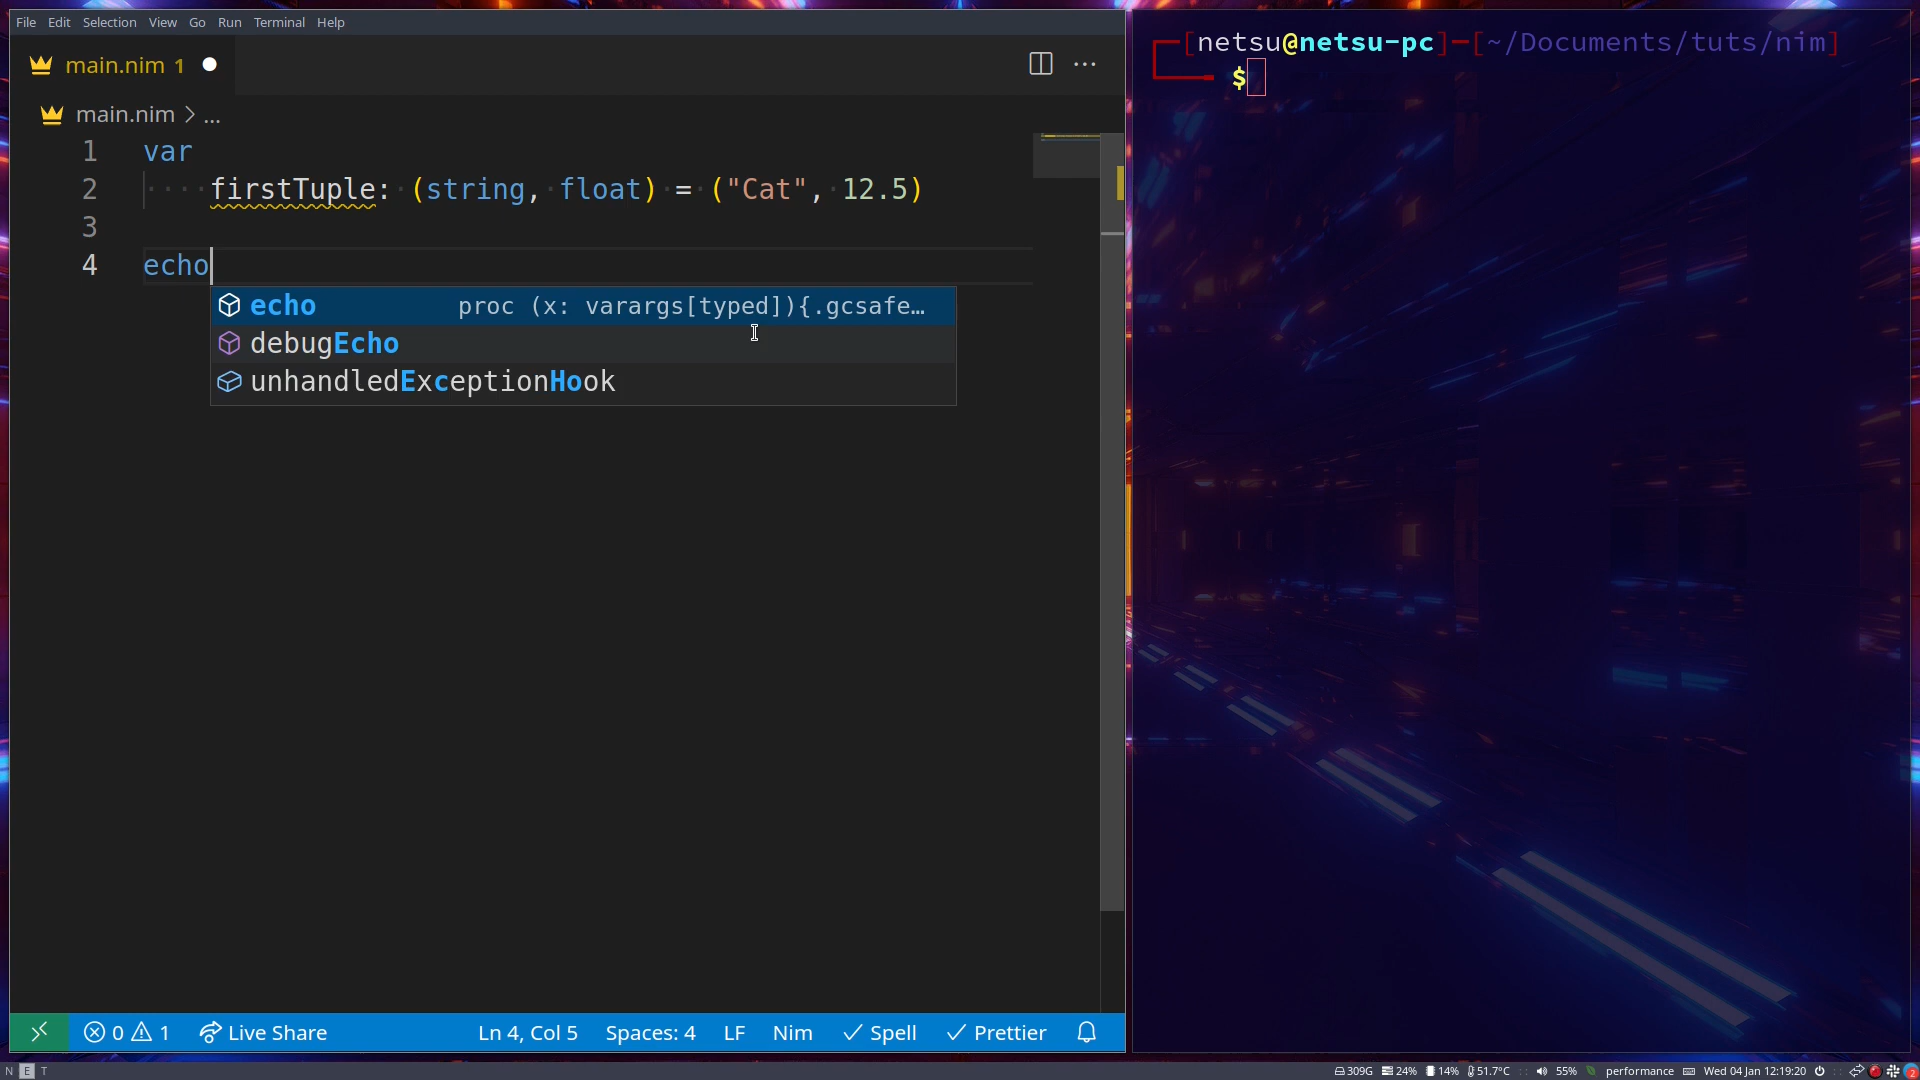 File Edit Selection View Go Run Terminal Help
main.nim 1
main.nim > ...
1 var
2 ····firstTuple:·(string,·float)·=·("Cat",·12.5)
3
4 echo
echo proc (x: varargs[typed]){.gcsafe…
debugEcho
unhandledExceptionHook
0 1 Live Share Ln 4, Col 5 Spaces: 4 LF Nim Spell Prettier
[netsu@netsu-pc]-[~/Documents/tuts/nim]
$
N E T 309G 24% 14% 51.7°C 55% performance Wed 04 Jan 12:19:20 2